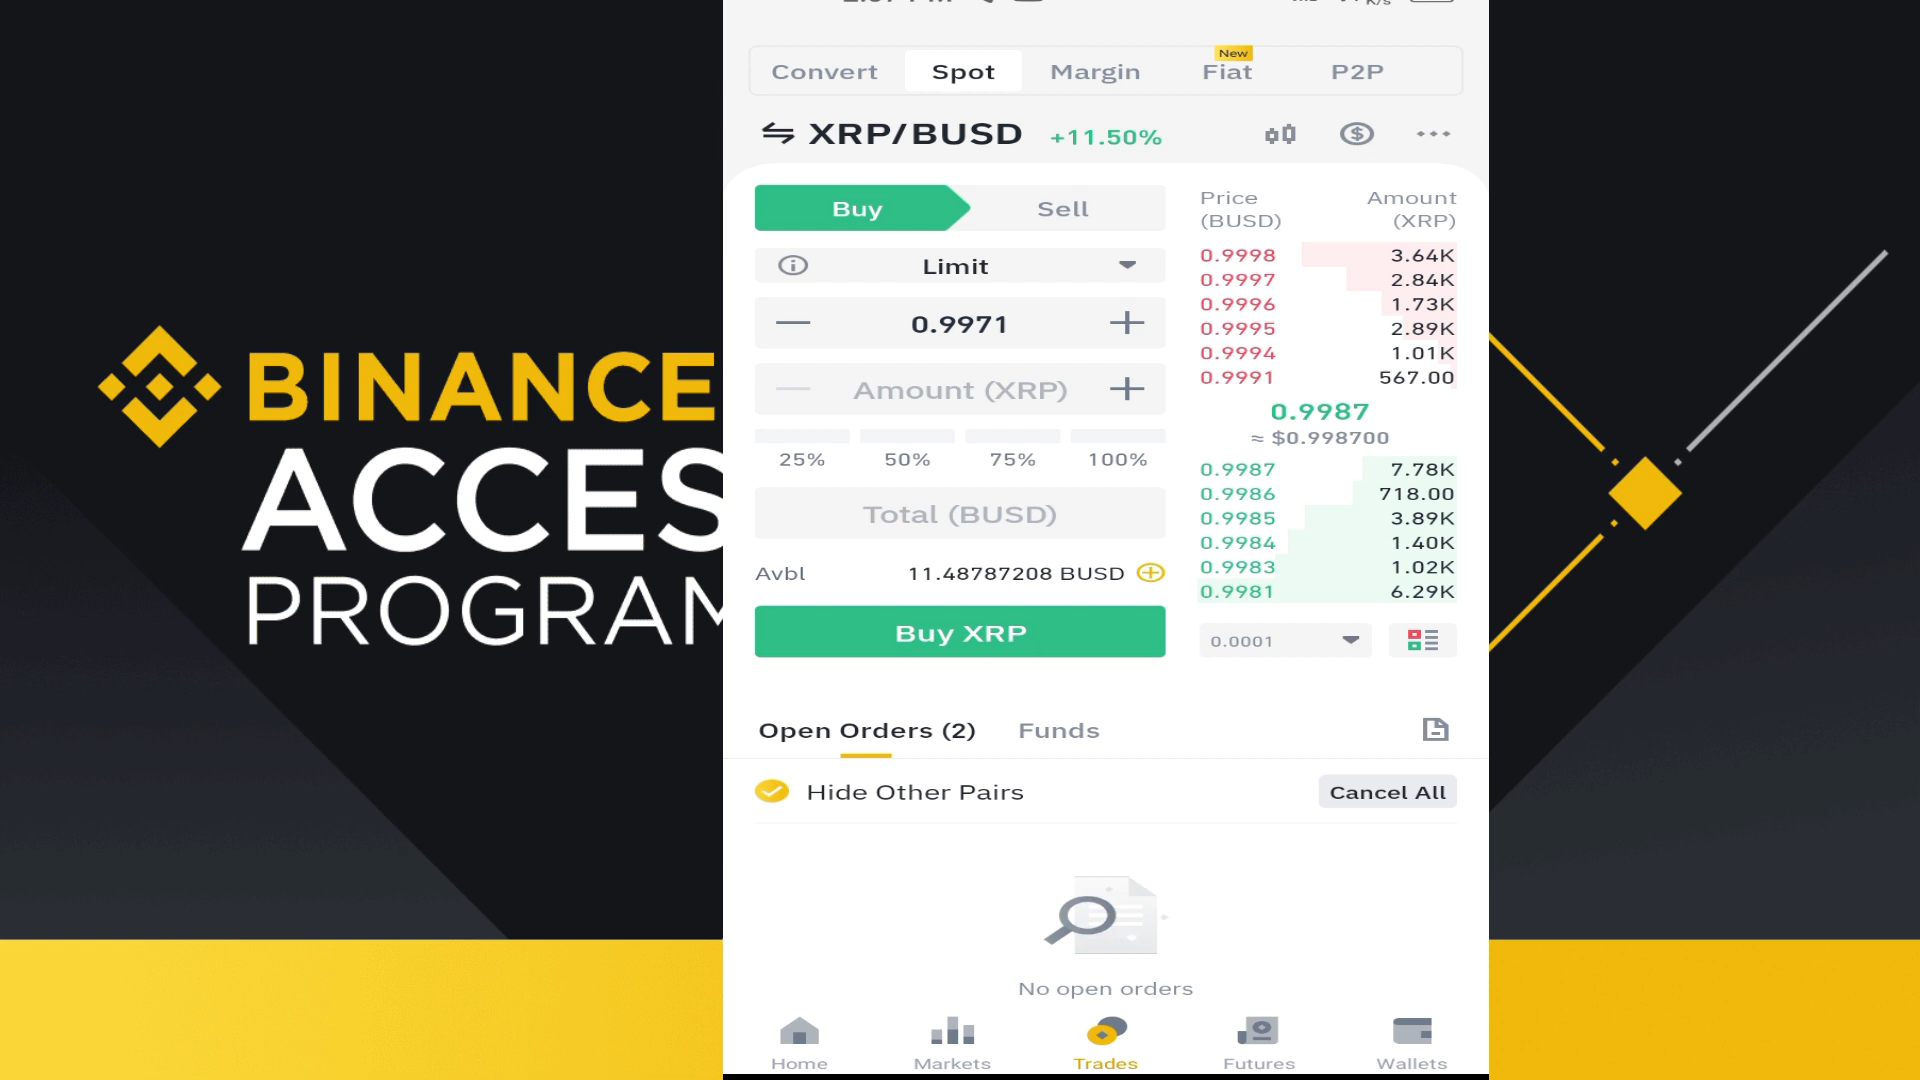 BINANCE
ACCES
PROGRAM
K/s
New
Convert Spot Margin Fiat P2P
XRP/BUSD +11.50%
Buy Sell
Limit
0.9971
Amount (XRP)
25% 50% 75% 100%
Total (BUSD)
Avbl 11.48787208 BUSD
Buy XRP
Price Amount
(BUSD) (XRP)
0.9998 3.64K
0.9997 2.84K
0.9996 1.73K
0.9995 2.89K
0.9994 1.01K
0.9991 567.00
0.9987
≈ $0.998700
0.9987 7.78K
0.9986 718.00
0.9985 3.89K
0.9984 1.40K
0.9983 1.02K
0.9981 6.29K
0.0001
Open Orders (2) Funds
Hide Other Pairs Cancel All
No open orders
Home Markets Trades Futures Wallets